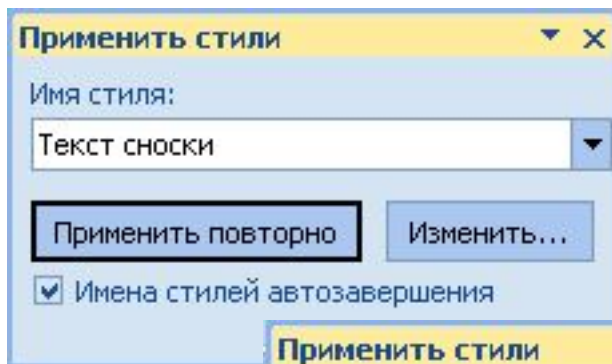 Применить стили
Имя стиля:
Текст сноски
Применить повторно Изменить...
Имена стилей автозавершения
Применить стили